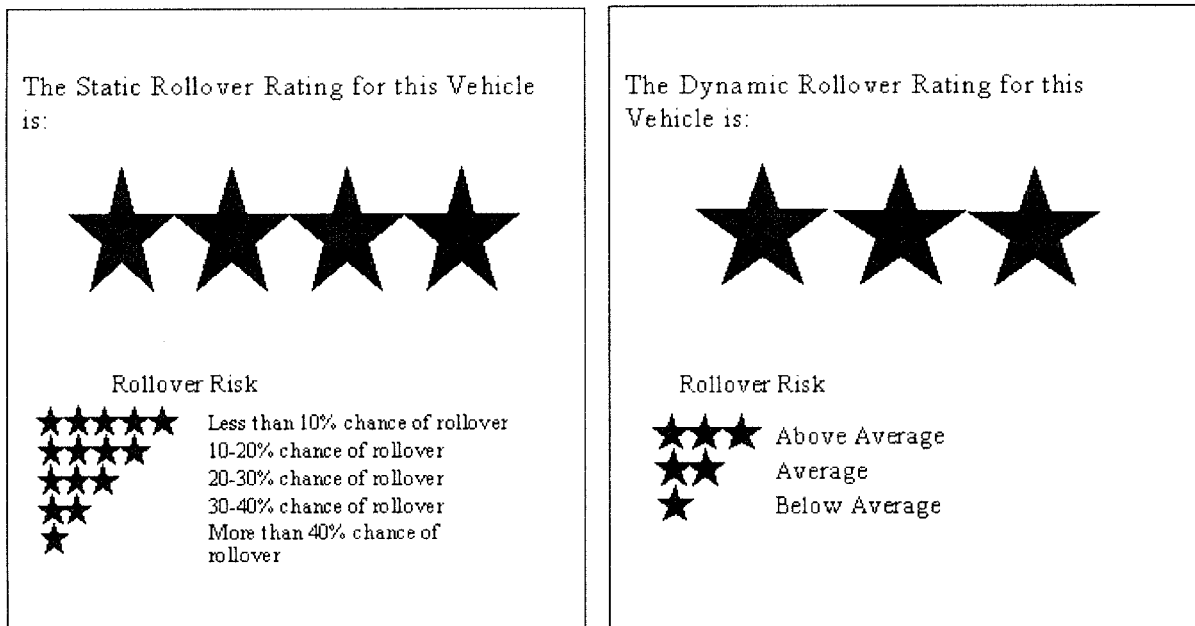 The Static Rollover Rating for this Vehicle
is:
Rollover Risk
Less than 10% chance of rollover
10-20% chance of rollover
20-30% chance of rollover
30-40% chance of rollover
More than 40% chance of
rollover
The Dynamic Rollover Rating for this
Vehicle is:
Rollover Risk
Above Average
Average
Below Average